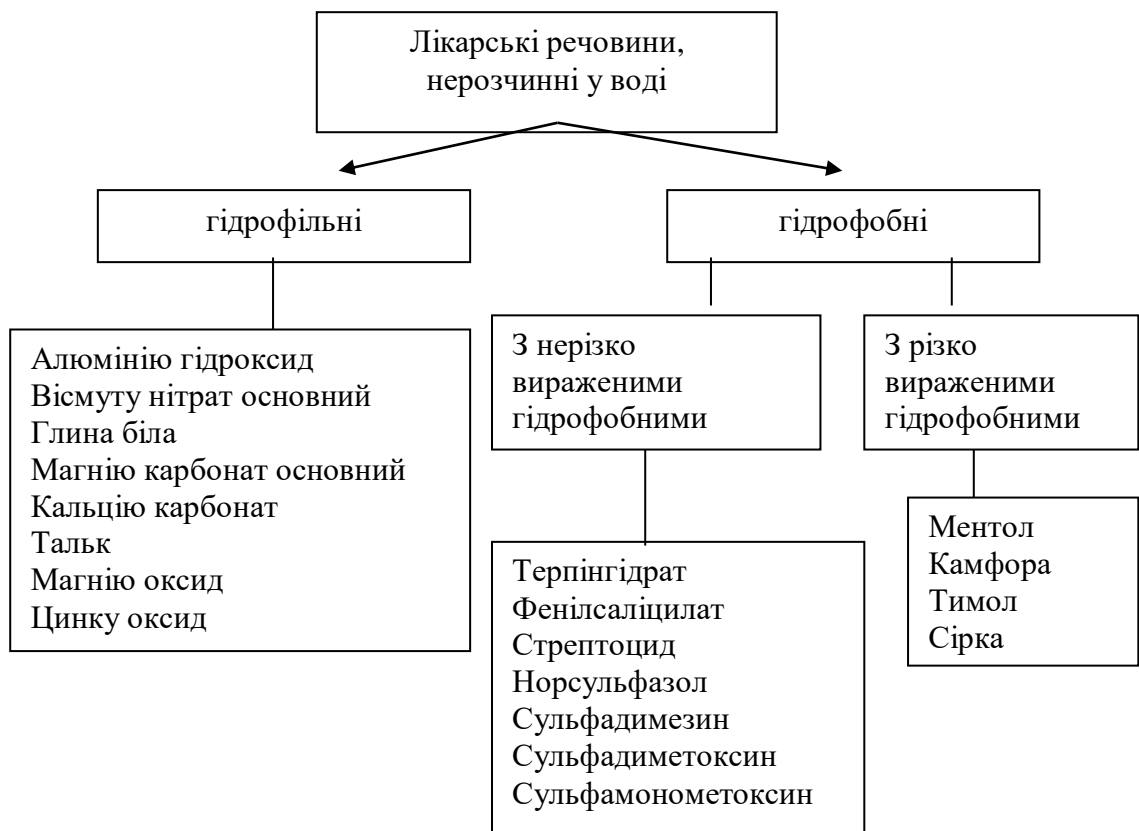 Лікарські речовини,
нерозчинні у воді
гідрофільні
гідрофобні
Алюмінію гідроксид
Вісмуту нітрат основний
Глина біла
Магнію карбонат основний
Кальцію карбонат
Тальк
Магнію оксид
Цинку оксид
З нерізко
вираженими
гідрофобними
З різко
вираженими
гідрофобними
Терпінгідрат
Фенілсаліцилат
Стрептоцид
Норсульфазол
Сульфадимезин
Сульфадиметоксин
Сульфамонометоксин
Ментол
Камфора
Тимол
Сірка